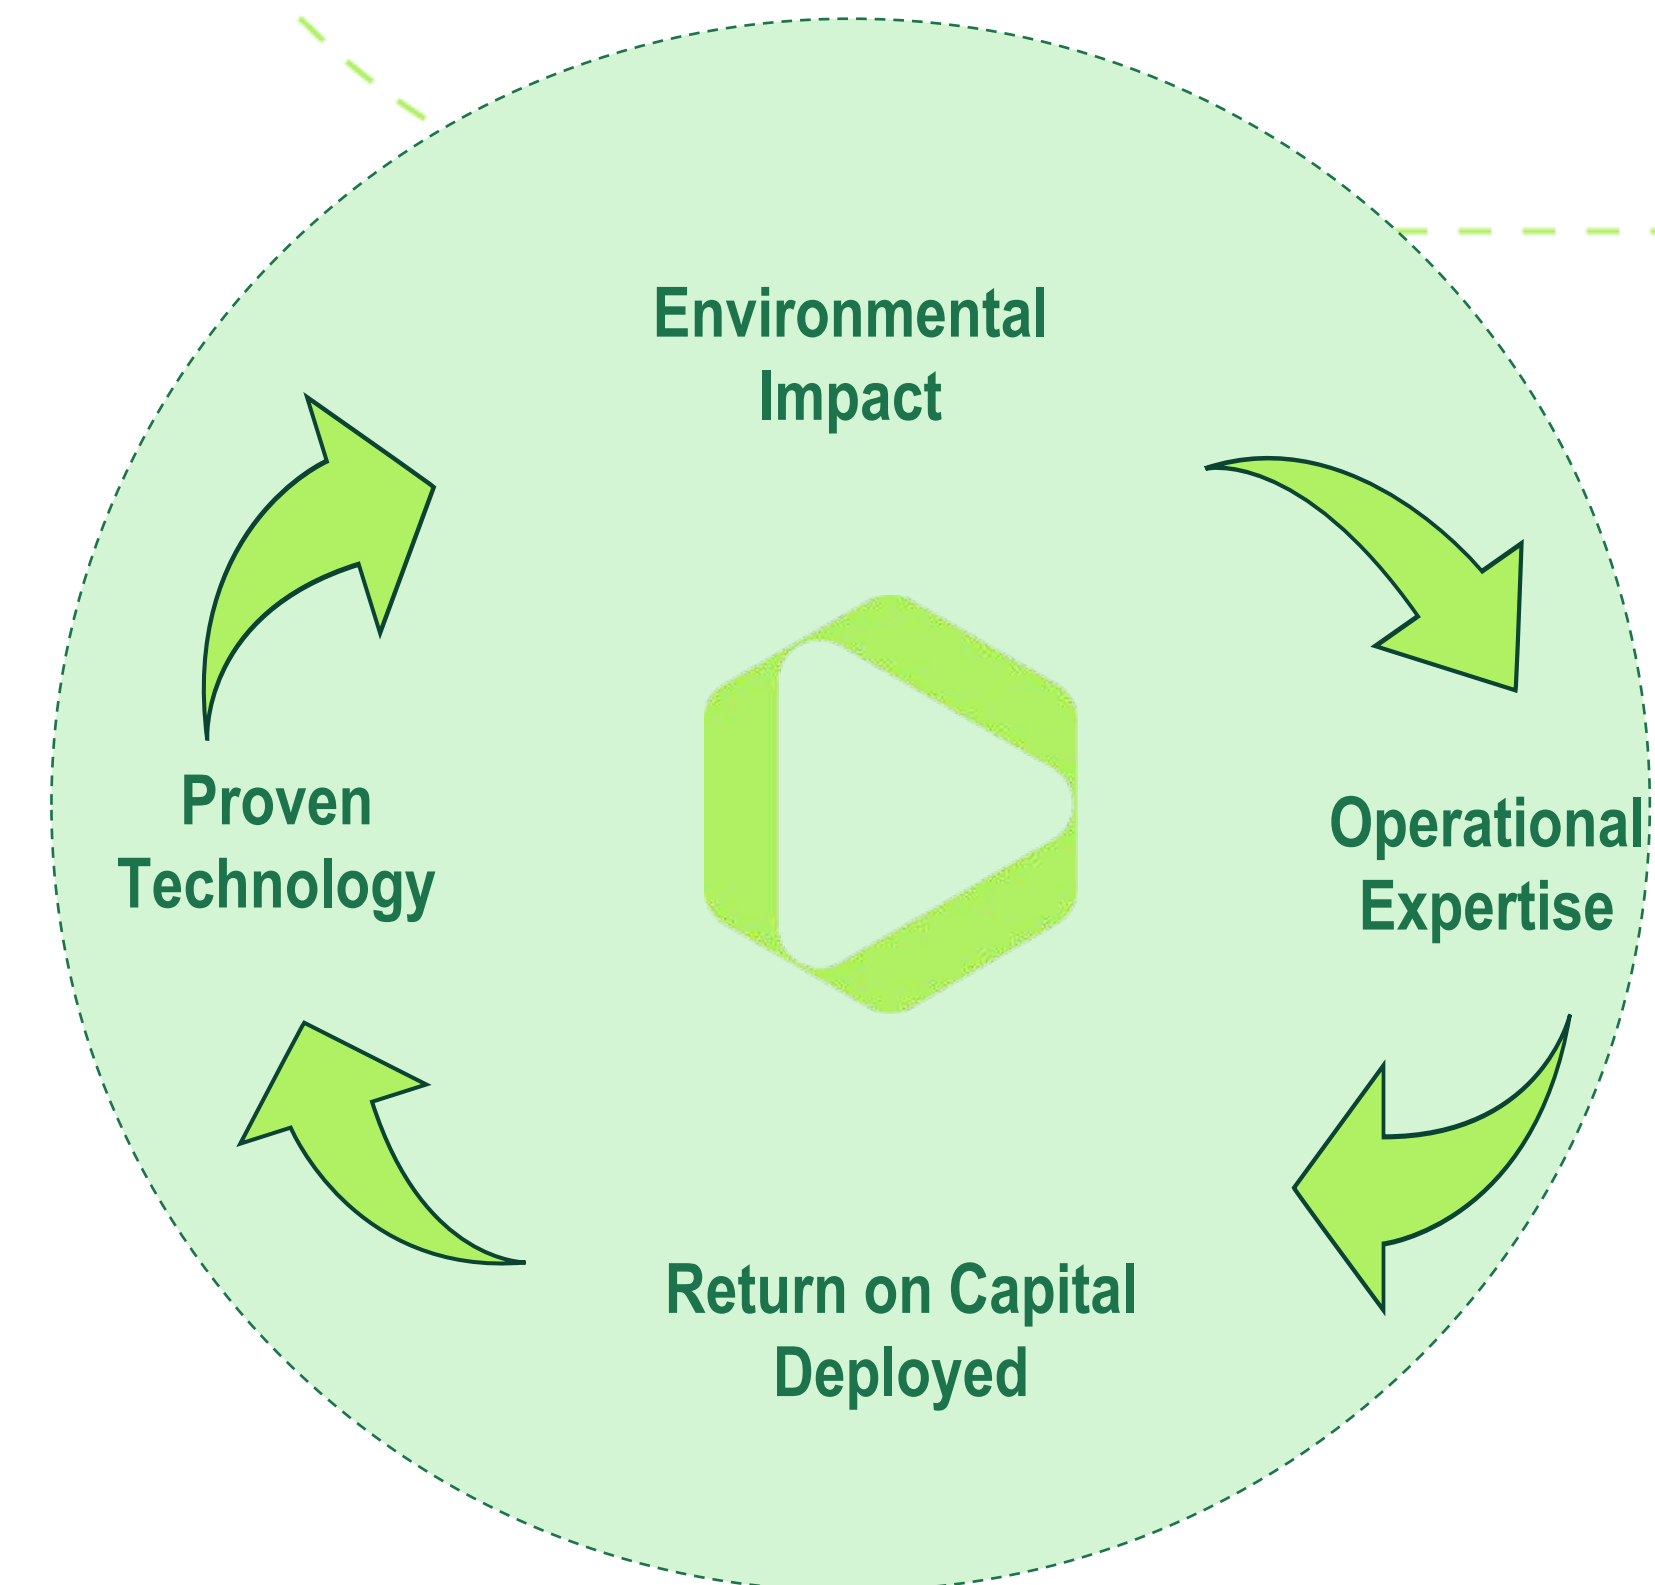 Environmental
Impact
Proven
Technology
Operational
Expertise
Return on Capital
Deployed